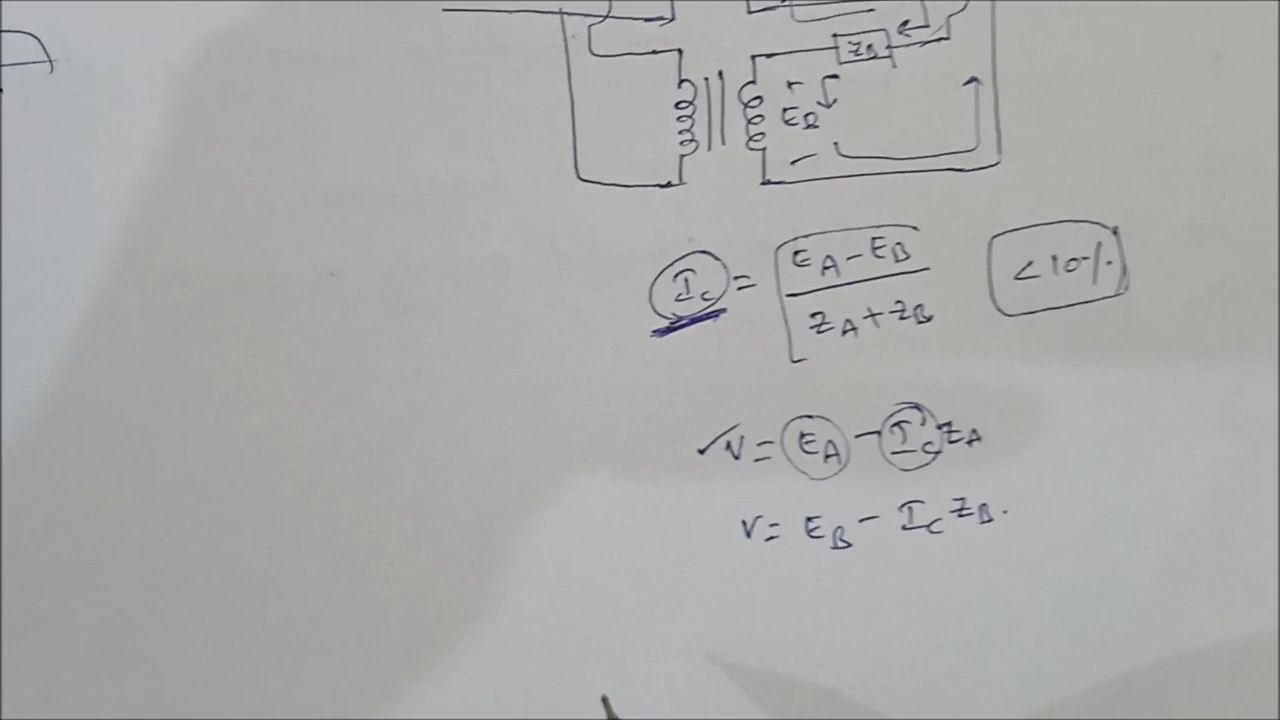 Z_B
+
E_B
−
I_c = E_A - E_B / Z_A + Z_B <10%
✓V = E_A - I_c Z_A
V = E_B - I_c Z_B.